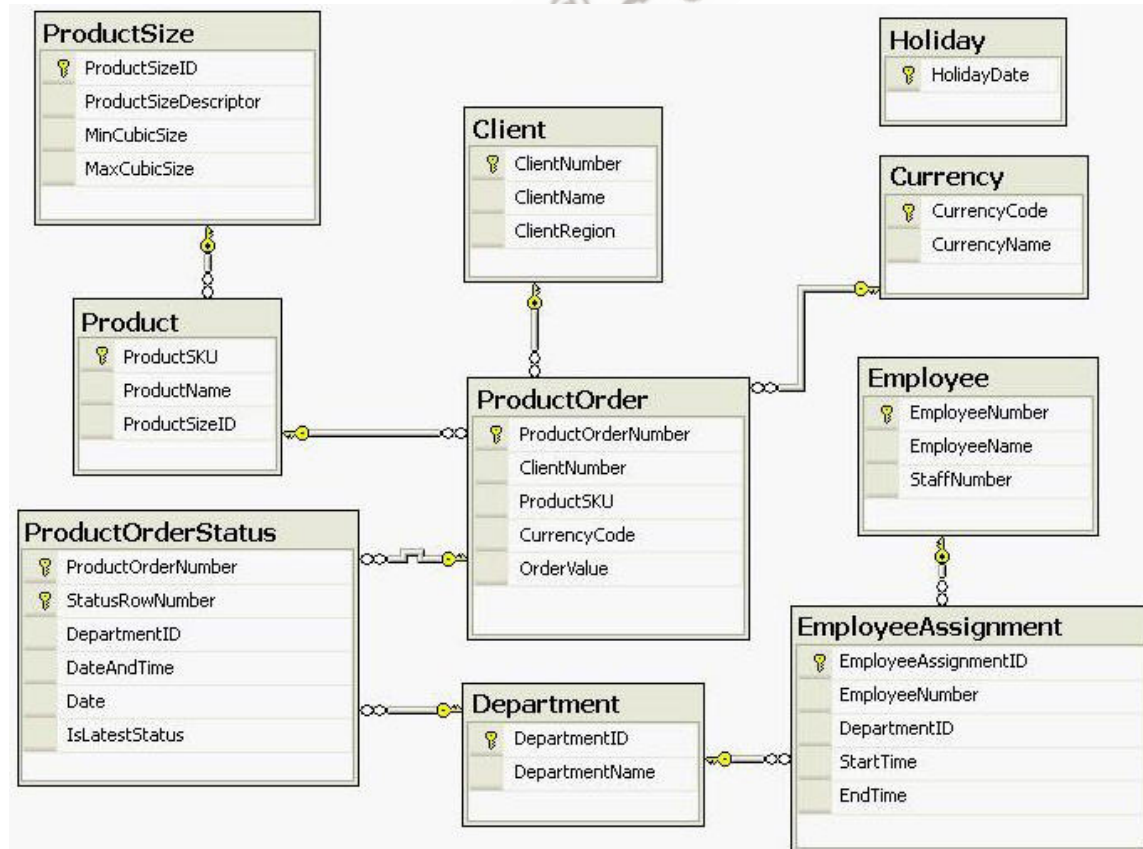 ProductSize
ProductSizeID
ProductSizeDescriptor
MinCubicSize
MaxCubicSize
Holiday
HolidayDate
Client
ClientNumber
ClientName
ClientRegion
Currency
CurrencyCode
CurrencyName
Product
ProductSKU
ProductName
ProductSizeID
ProductOrder
ProductOrderNumber
ClientNumber
ProductSKU
CurrencyCode
OrderValue
Employee
EmployeeNumber
EmployeeName
StaffNumber
ProductOrderStatus
ProductOrderNumber
StatusRowNumber
DepartmentID
DateAndTime
Date
IsLatestStatus
Department
DepartmentID
DepartmentName
EmployeeAssignment
EmployeeAssignmentID
EmployeeNumber
DepartmentID
StartTime
EndTime